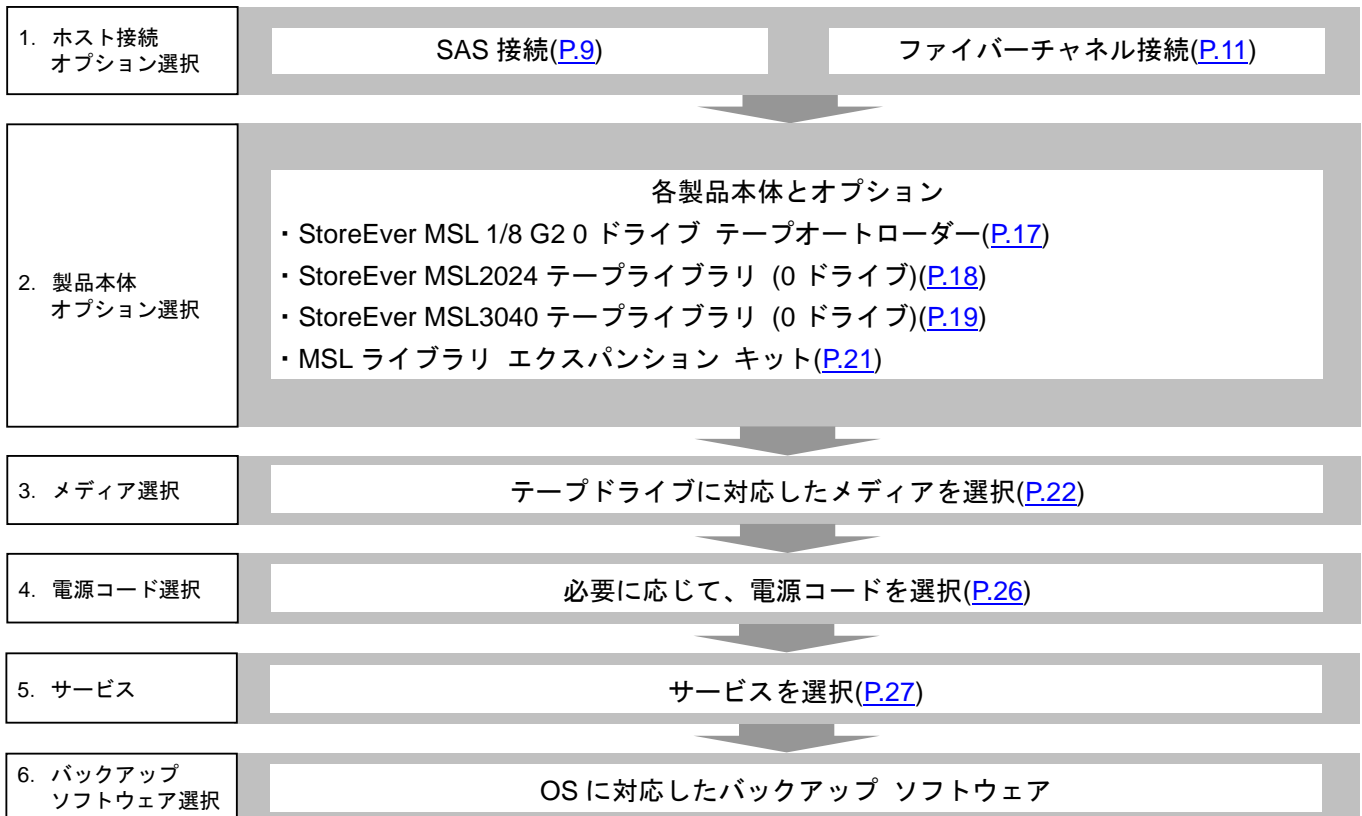 1. ホスト接続
オプション選択
SAS 接続(P.9)
ファイバーチャネル接続(P.11)
2. 製品本体
オプション選択
各製品本体とオプション
・StoreEver MSL 1/8 G2 0 ドライブ テープオートローダー(P.17)
・StoreEver MSL2024 テープライブラリ (0 ドライブ)(P.18)
・StoreEver MSL3040 テープライブラリ (0 ドライブ)(P.19)
・MSL ライブラリ エクスパンション キット(P.21)
3. メディア選択
テープドライブに対応したメディアを選択(P.22)
4. 電源コード選択
必要に応じて、電源コードを選択(P.26)
5. サービス
サービスを選択(P.27)
6. バックアップ
ソフトウェア選択
OS に対応したバックアップ ソフトウェア